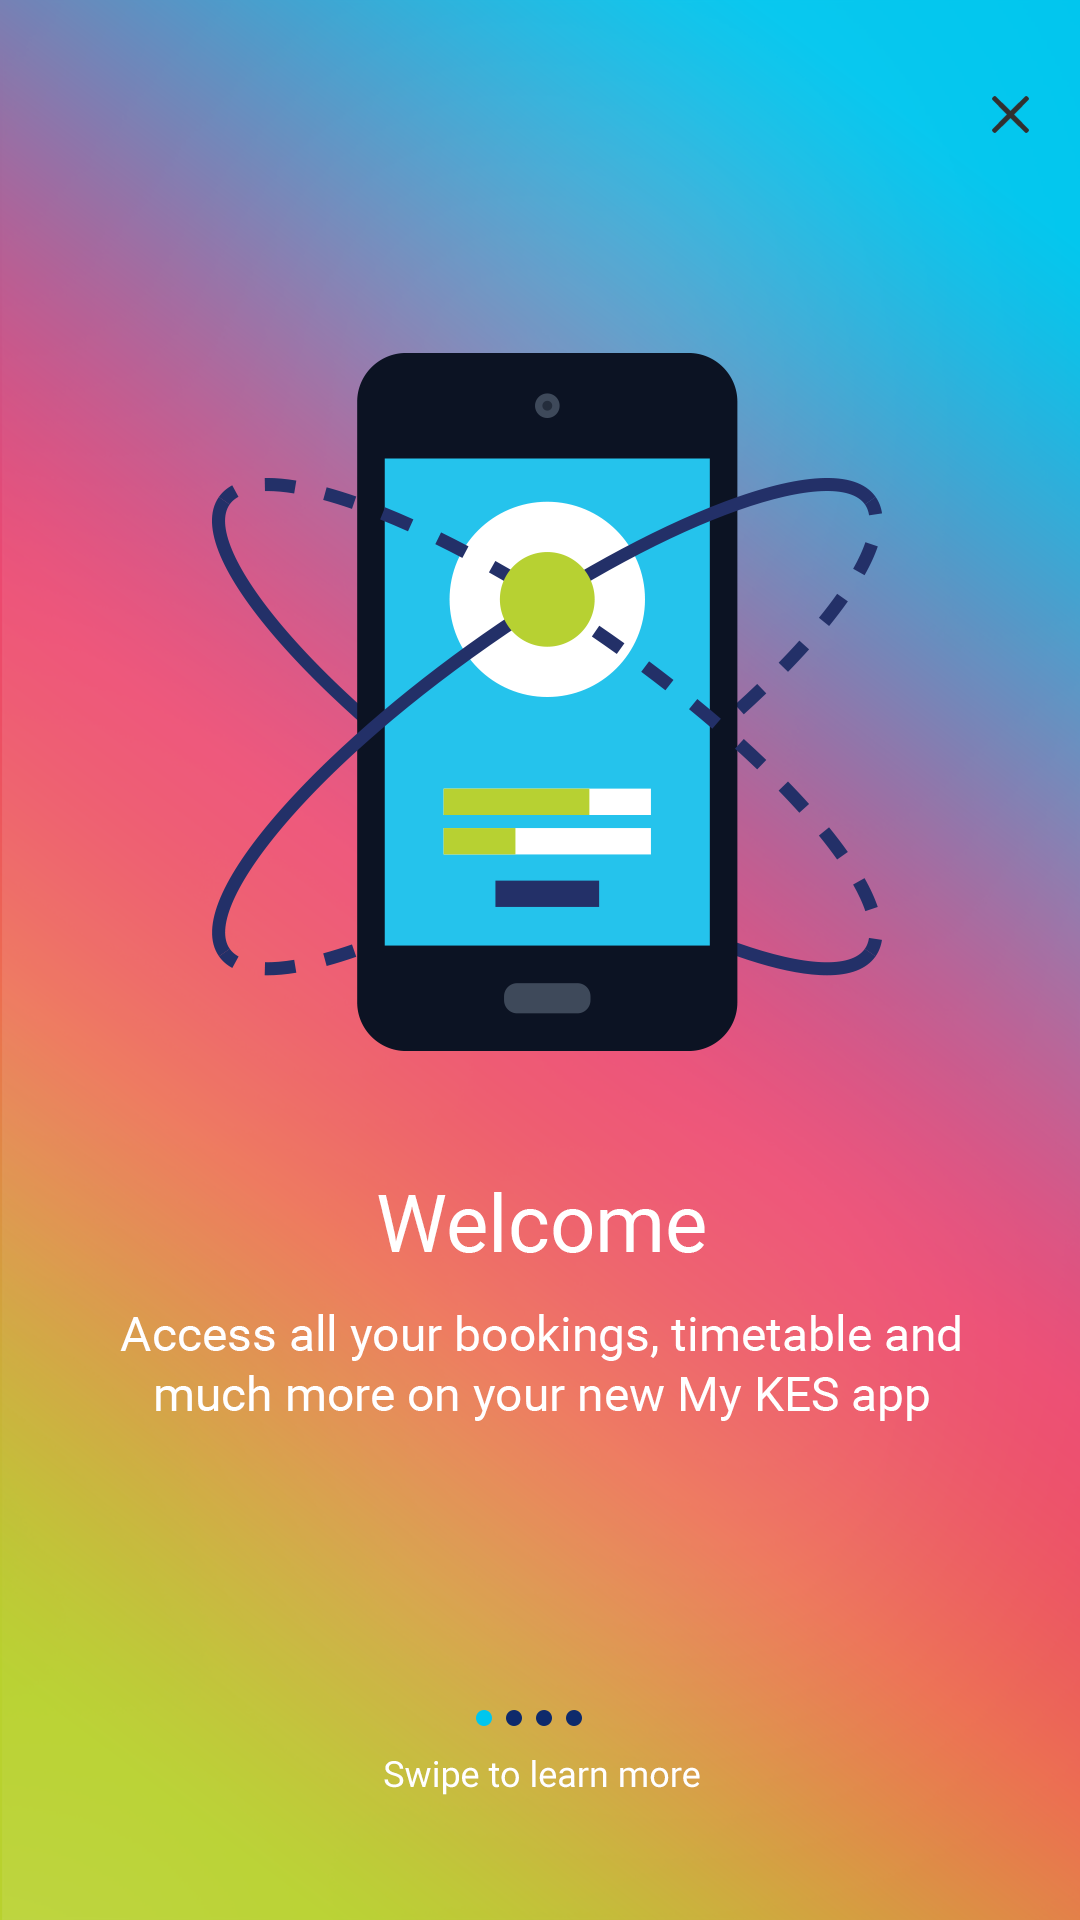 Welcome
Access all your bookings, timetable and
much more on your new My KES app
Swipe to learn more